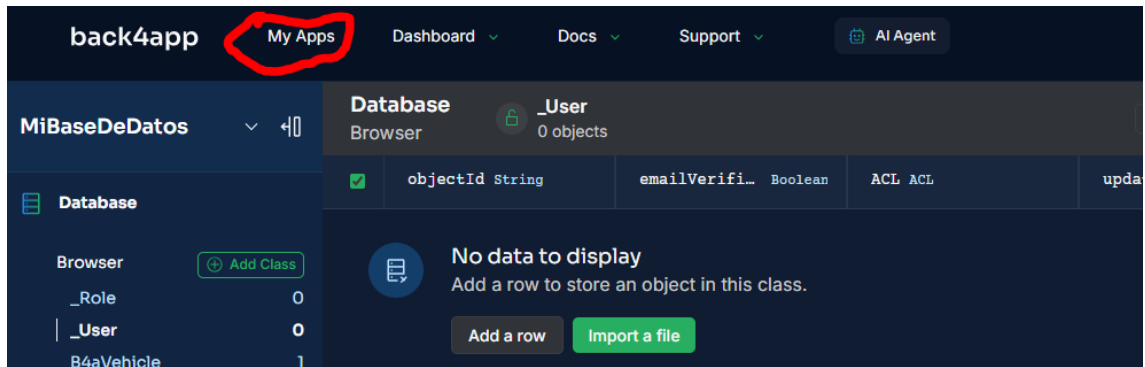 back4app My Apps Dashboard Docs Support AI Agent
MiBaseDeDatos
Database
Browser
_User
0 objects
objectId String emailVerifi... Boolean ACL ACL upda
Database
Browser Add Class
_Role 0
_User 0
B4aVehicle 1
No data to display
Add a row to store an object in this class.
Add a row Import a file